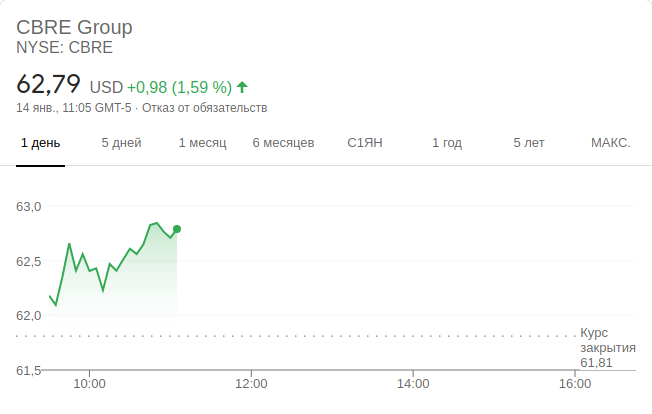 CBRE Group
NYSE: CBRE
62,79 USD +0,98 (1,59 %)
14 янв., 11:05 GMT-5 · Отказ от обязательств
1 день 5 дней 1 месяц 6 месяцев С1ЯН 1 год 5 лет МАКС.
63,0
62,5
62,0
Курс
закрытия
61,81
61,5
10:00 12:00 14:00 16:00